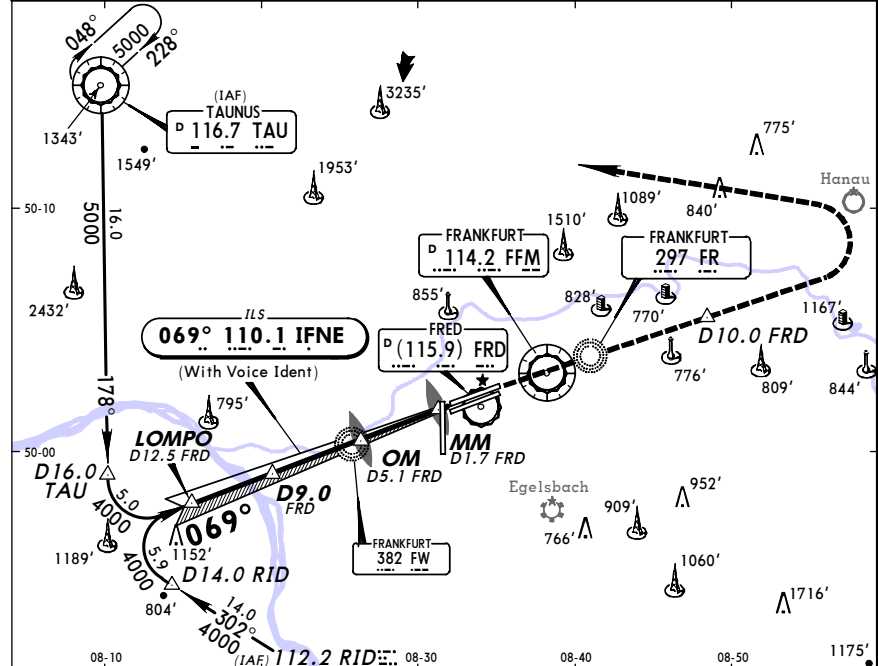 048°
5000
228°
(IAF)
TAUNUS
D 116.7 TAU
3235'
1343'
1549'
1953'
775'
Hanau
50-10
16.0
5000
1089'
840'
1510'
FRANKFURT
D 114.2 FFM
FRANKFURT
297 FR
2432'
855'
828'
770'
1167'
ILS
069° 110.1 IFNE
(With Voice Ident)
FRED
D (115.9) FRD
D10.0 FRD
776'
809'
844'
178°
795'
LOMPO
D12.5 FRD
MM
D1.7 FRD
50-00
OM
D5.1 FRD
D16.0
TAU
D9.0
FRD
5.0
4000
069°
Egelsbach
952'
909'
766'
1189'
1152'
FRANKFURT
382 FW
5.9
4000
D14.0 RID
1060'
804'
1716'
14.0
302°
4000
(IAF) 112.2 RID
08-10
08-30
08-40
08-50
1175'